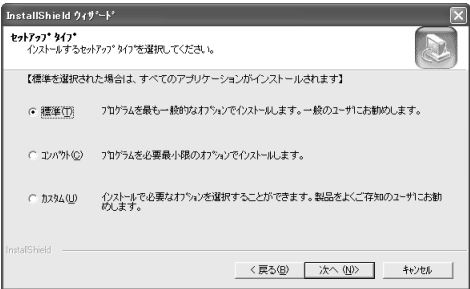 InstallShield ウィザード
セットアップ タイプ
インストールするセットアップ タイプを選択してください。
【標準を選択された場合は、すべてのアプリケーションがインストールされます】
標準(T)
プログラムを最も一般的なオプションでインストールします。一般のユーザにお勧めします。
コンパクト(C)
プログラムを必要最小限のオプションでインストールします。
カスタム(U)
インストールで必要なオプションを選択することができます。製品をよくご存知のユーザにお勧
めします。
InstallShield
< 戻る(B)
次へ (N)>
キャンセル